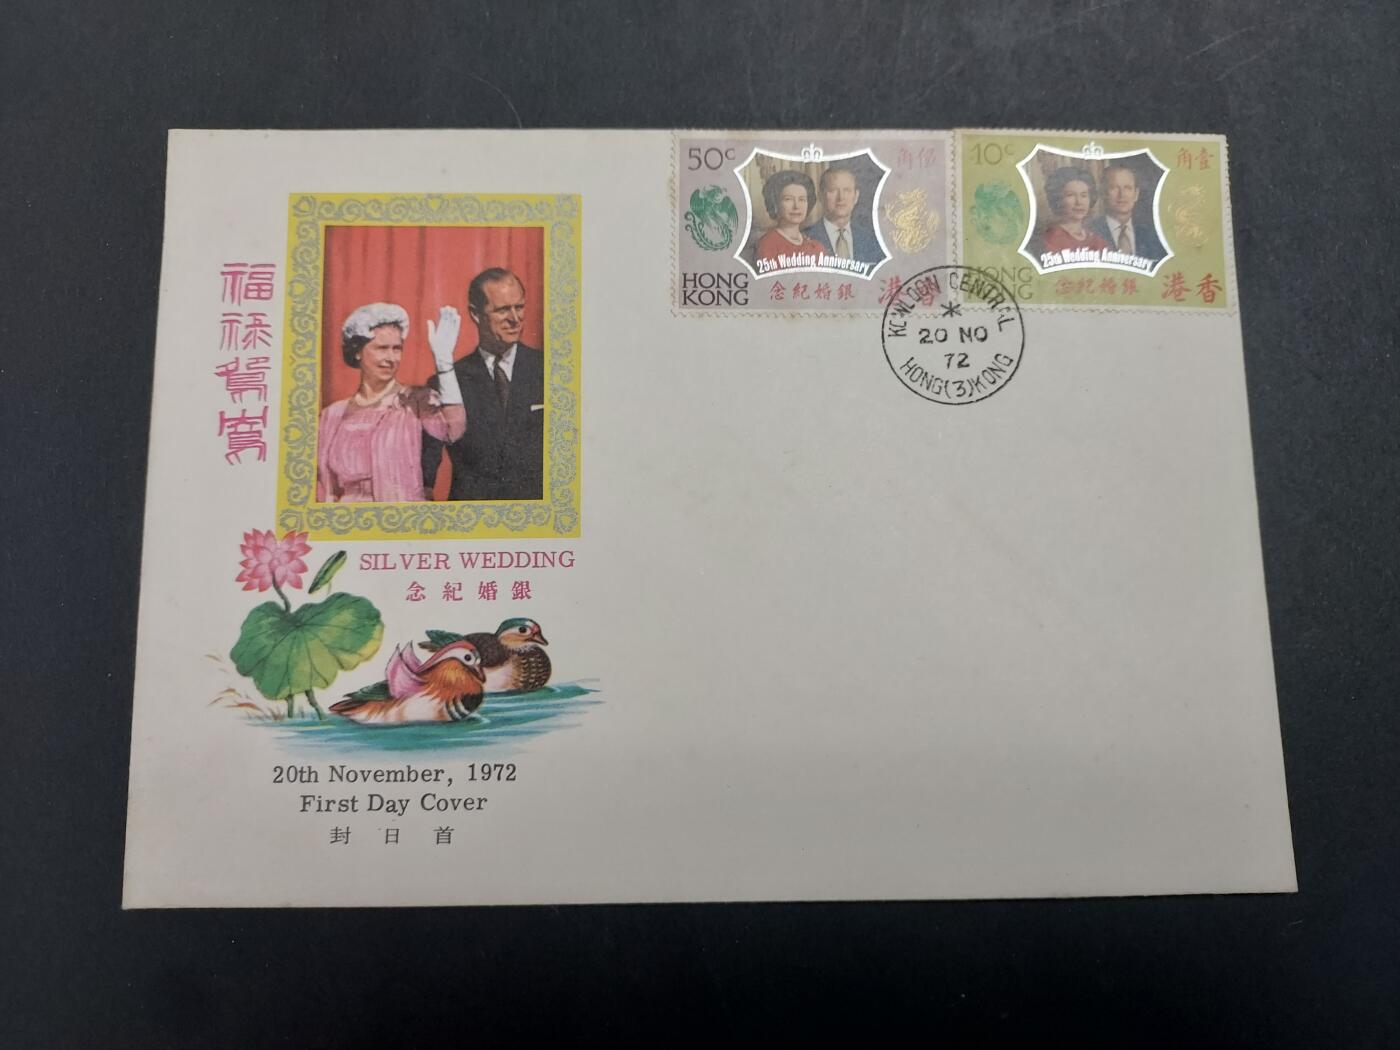 50c
伍角
25th Wedding Anniversary
HONG
KONG
念紀婚銀
港香
10c
角壹
25th Wedding Anniversary
HONG
KONG
念紀婚銀
港香
KOWLOON CENTRAL
20 NO
72
HONG (3) KONG
福祿鴛鴦
SILVER WEDDING
念紀婚銀
20th November, 1972
First Day Cover
封日首